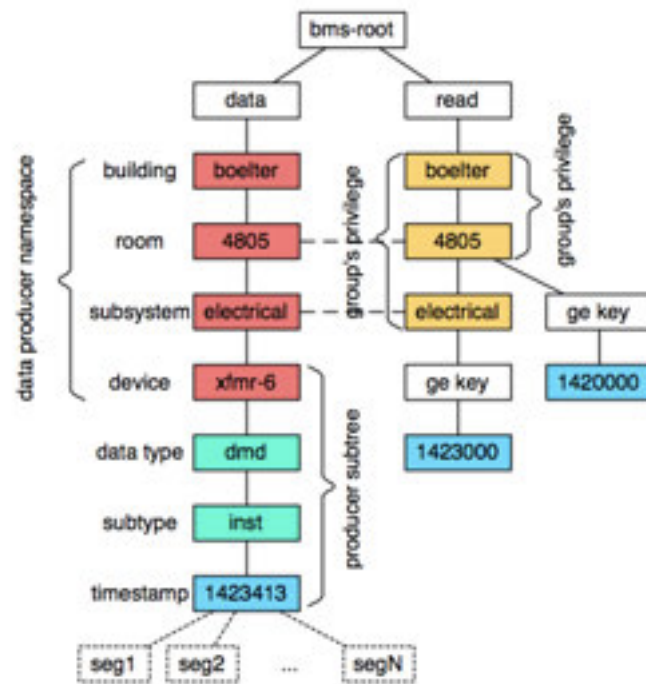 bms-root
data read
building boelter boelter
room 4805 4805
subsystem electrical electrical ge key
device xfmr-6 ge key 1420000
data type dmd 1423000
subtype inst
timestamp 1423413
seg1 seg2 ... segN
data producer namespace
group's privilege
group's privilege
producer subtree